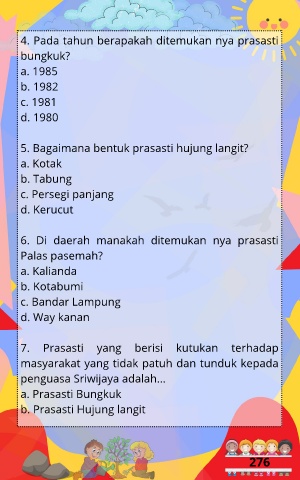 4. Pada tahun berapakah ditemukan nya prasasti
bungkuk?
a. 1985
b. 1982
c. 1981
d. 1980
5. Bagaimana bentuk prasasti hujung langit?
a. Kotak
b. Tabung
c. Persegi panjang
d. Kerucut
6. Di daerah manakah ditemukan nya prasasti
Palas pasemah?
a. Kalianda
b. Kotabumi
c. Bandar Lampung
d. Way kanan
7. Prasasti yang berisi kutukan terhadap
masyarakat yang tidak patuh dan tunduk kepada
penguasa Sriwijaya adalah...
a. Prasasti Bungkuk
b. Prasasti Hujung langit
276